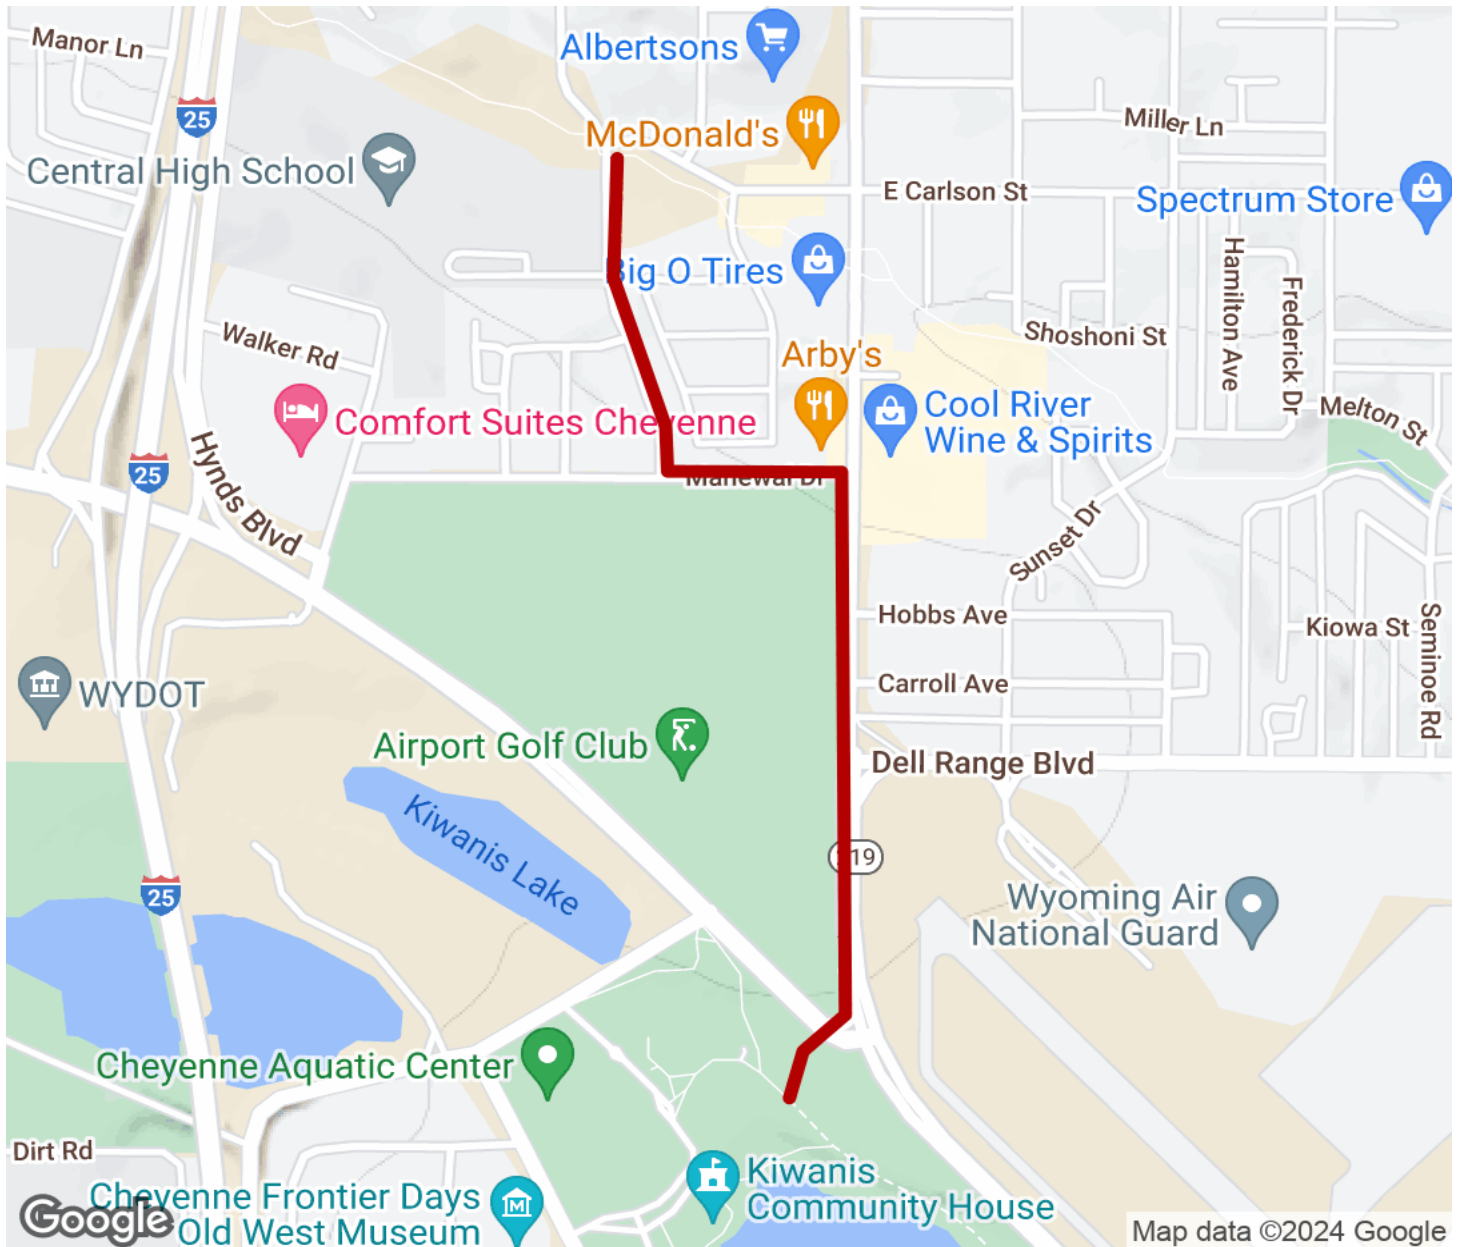 Manor Ln
Albertsons
25
McDonald's
Miller Ln
Central High School
E Carlson St
Spectrum Store
Big O Tires
Hamilton Ave
Frederick Dr
Walker Rd
Shoshoni St
Arby's
Comfort Suites Cheyenne
Cool River
Wine & Spirits
Melton St
25
Hynds Blvd
Manewal Dr
Sunset Dr
Hobbs Ave
Kiowa St
Seminoe Rd
WYDOT
Carroll Ave
Airport Golf Club
Dell Range Blvd
Kiwanis Lake
25
Wyoming Air
National Guard
Cheyenne Aquatic Center
Dirt Rd
Kiwanis
Community House
Cheyenne Frontier Days
Old West Museum
Google
Map data ©2024 Google